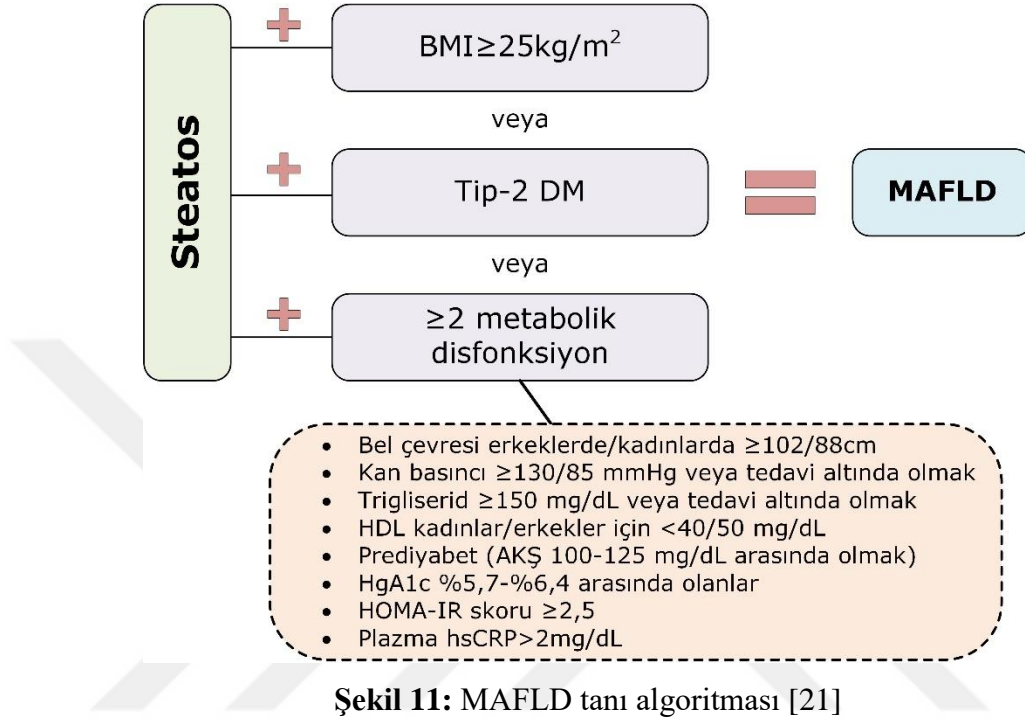 Steatos
BMI≥25kg/m²
veya
Tip-2 DM
MAFLD
veya
≥2 metabolik
disfonksiyon
• Bel çevresi erkeklerde/kadınlarda ≥102/88cm
• Kan basıncı ≥130/85 mmHg veya tedavi altında olmak
• Trigliserid ≥150 mg/dL veya tedavi altında olmak
• HDL kadınlar/erkekler için <40/50 mg/dL
• Prediyabet (AKŞ 100-125 mg/dL arasında olmak)
• HgA1c %5,7-%6,4 arasında olanlar
• HOMA-IR skoru ≥2,5
• Plazma hsCRP>2mg/dL
Şekil 11: MAFLD tanı algoritması [21]